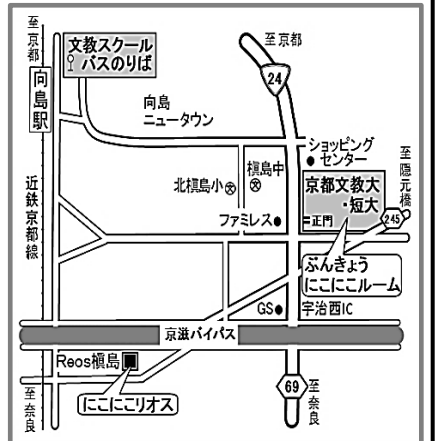 至京都
文教スクール
バスのりば
至京都
24
向島駅
向島
ニュータウン
ショッピング
センター
至隠元橋
槇島中
北槇島小
京都文教大
・短大
245
近鉄京都線
ファミレス
正門
ぶんきょう
にこにこルーム
GS
宇治西IC
京滋バイパス
Reos槇島
にこにこリオス
69
至奈良
至奈良